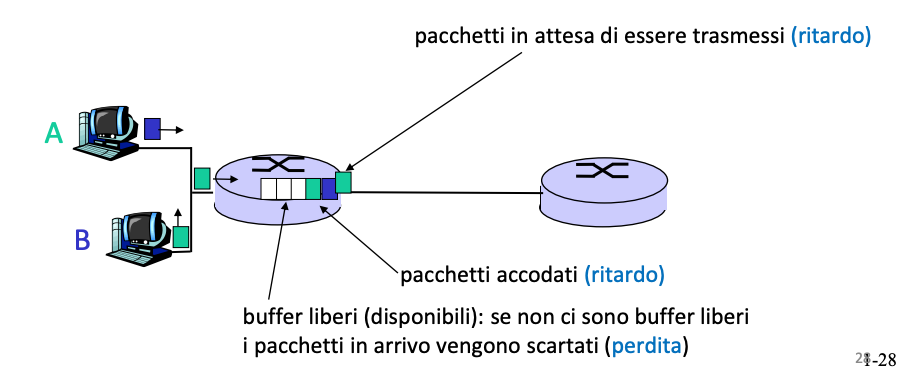 pacchetti in attesa di essere trasmessi (ritardo)
A
B
pacchetti accodati (ritardo)
buffer liberi (disponibili): se non ci sono buffer liberi
i pacchetti in arrivo vengono scartati (perdita)
1-28